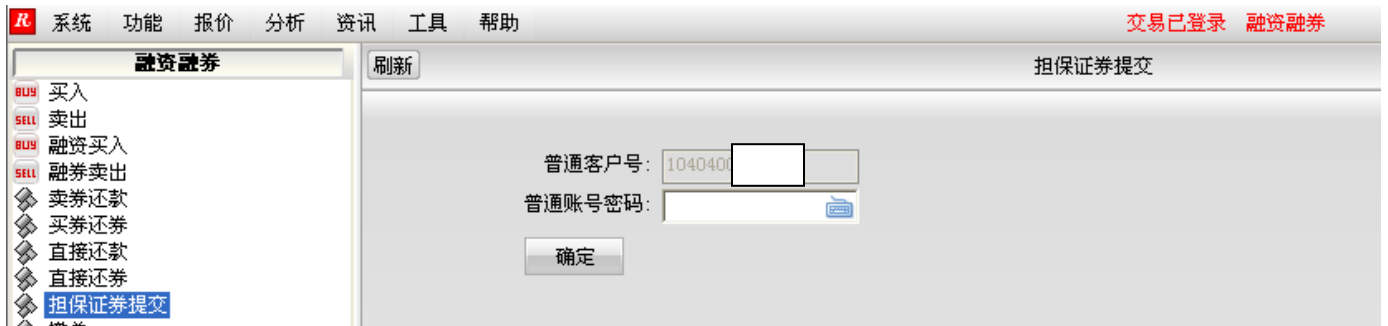 R 系统 功能 报价 分析 资讯 工具 帮助 交易已登录 融资融券
融资融券 刷新 担保证券提交
BUY 买入
SELL 卖出
BUY 融资买入
SELL 融券卖出
卖券还款
买券还券
直接还款
直接还券
担保证券提交
普通客户号: 104040
普通账号密码:
确定